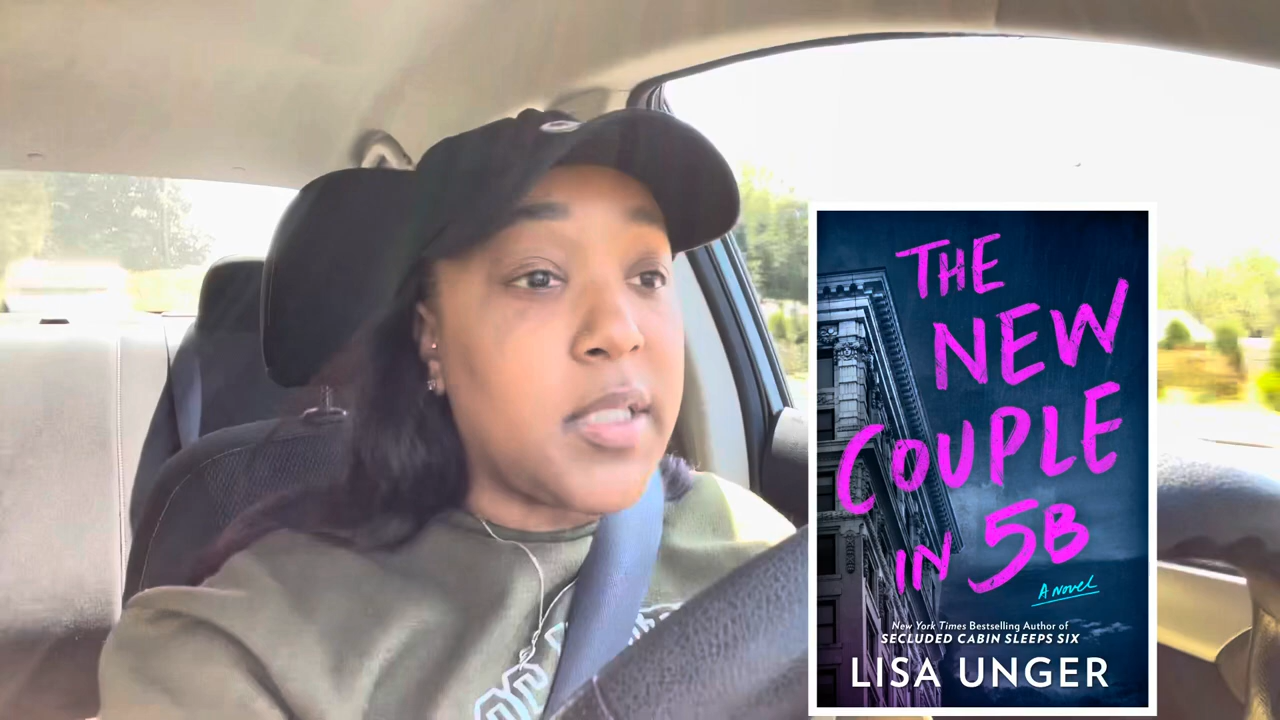 THE
NEW
COUPLE
IN 5B
A NOVEL
New York Times Bestselling Author of
SECLUDED CABIN SLEEPS SIX
LISA UNGER